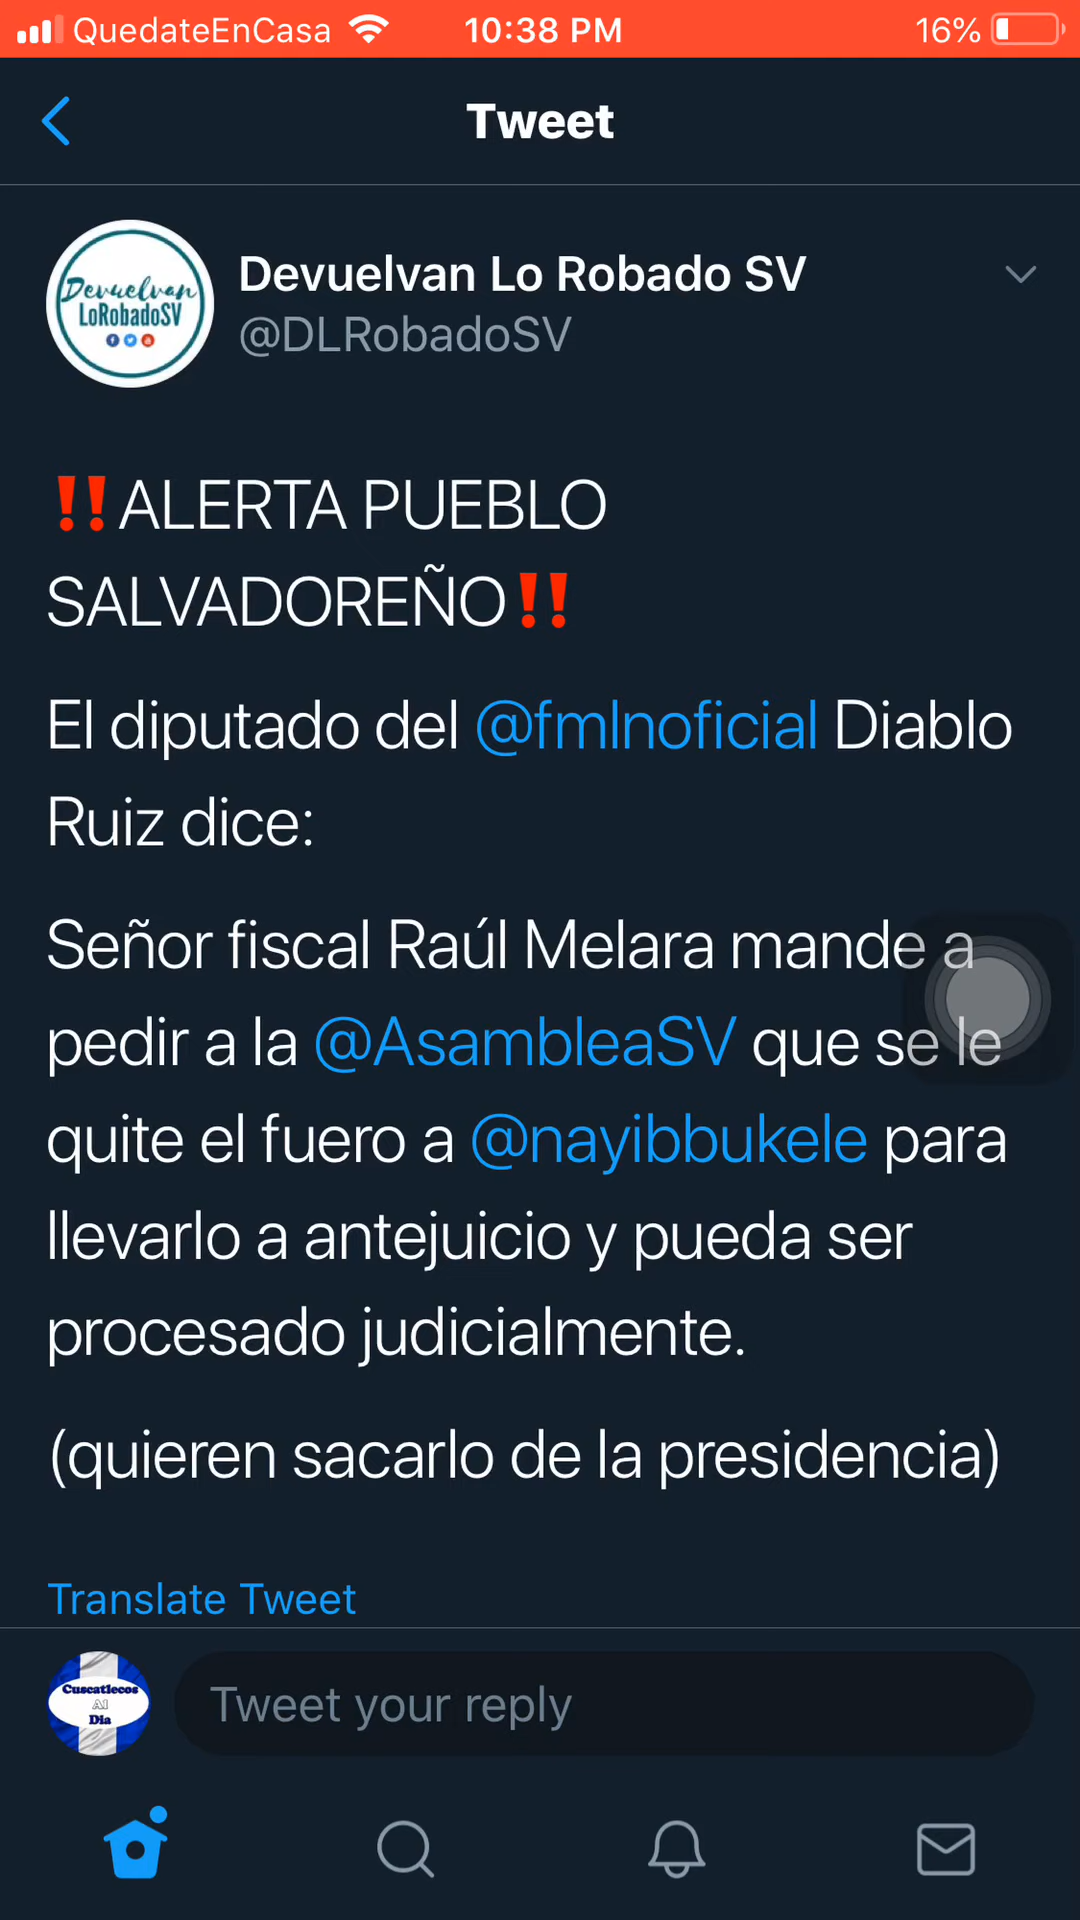 QuedateEnCasa 10:38 PM 16%
Tweet
Devuelvan
LoRobadoSV
Devuelvan Lo Robado SV
@DLRobadoSV
‼️ALERTA PUEBLO
SALVADOREÑO‼️
El diputado del @fmlnoficial Diablo
Ruiz dice:
Señor fiscal Raúl Melara mande a
pedir a la @AsambleaSV que se le
quite el fuero a @nayibbukele para
llevarlo a antejuicio y pueda ser
procesado judicialmente.
(quieren sacarlo de la presidencia)
Translate Tweet
Cuscatlecos
Al
Dia
Tweet your reply